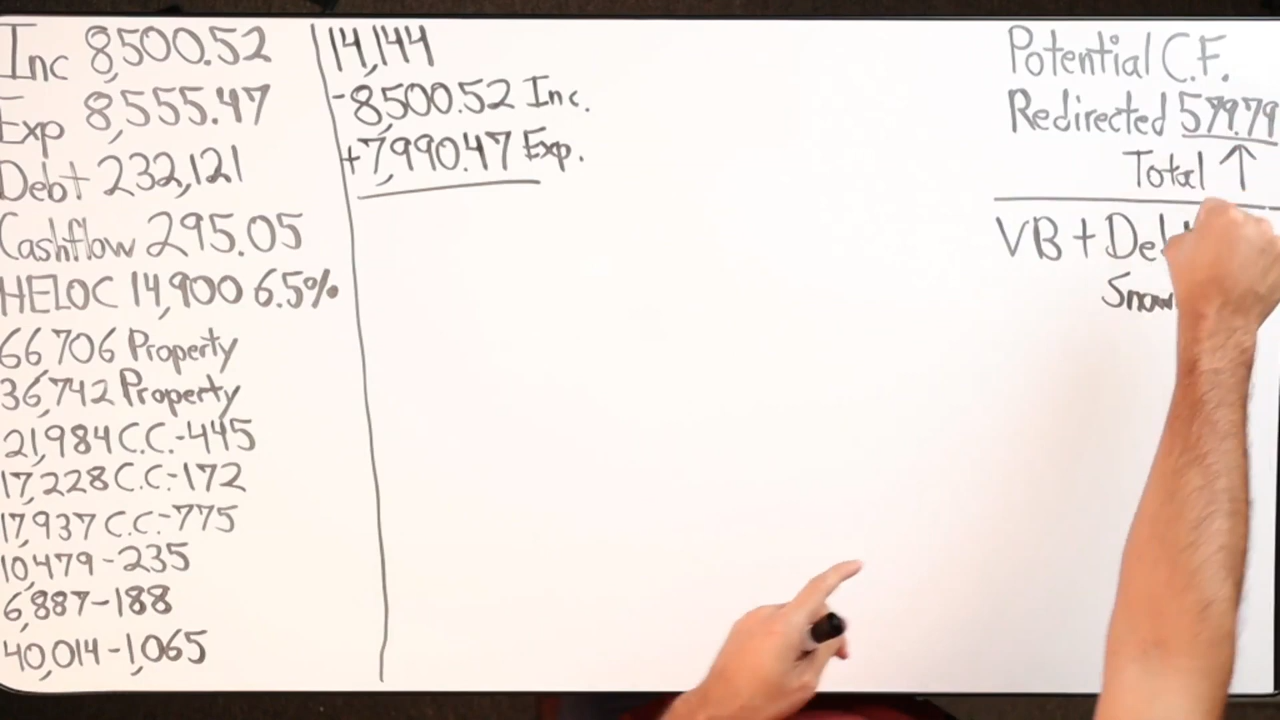 Inc 8,500.52
Exp 8,555.47
Debt 232,121
Cashflow 295.05
HELOC 14,900 6.5%
66,706 Property
36,742 Property
21,984 C.C.-445
17,228 C.C.-172
17,937 C.C.-775
10,479-235
6,887-188
40,014-1,065
14,144
-8,500.52 Inc.
+7,990.47 Exp.
Potential C.F.
Redirected 579.79
Total ↑
VB +